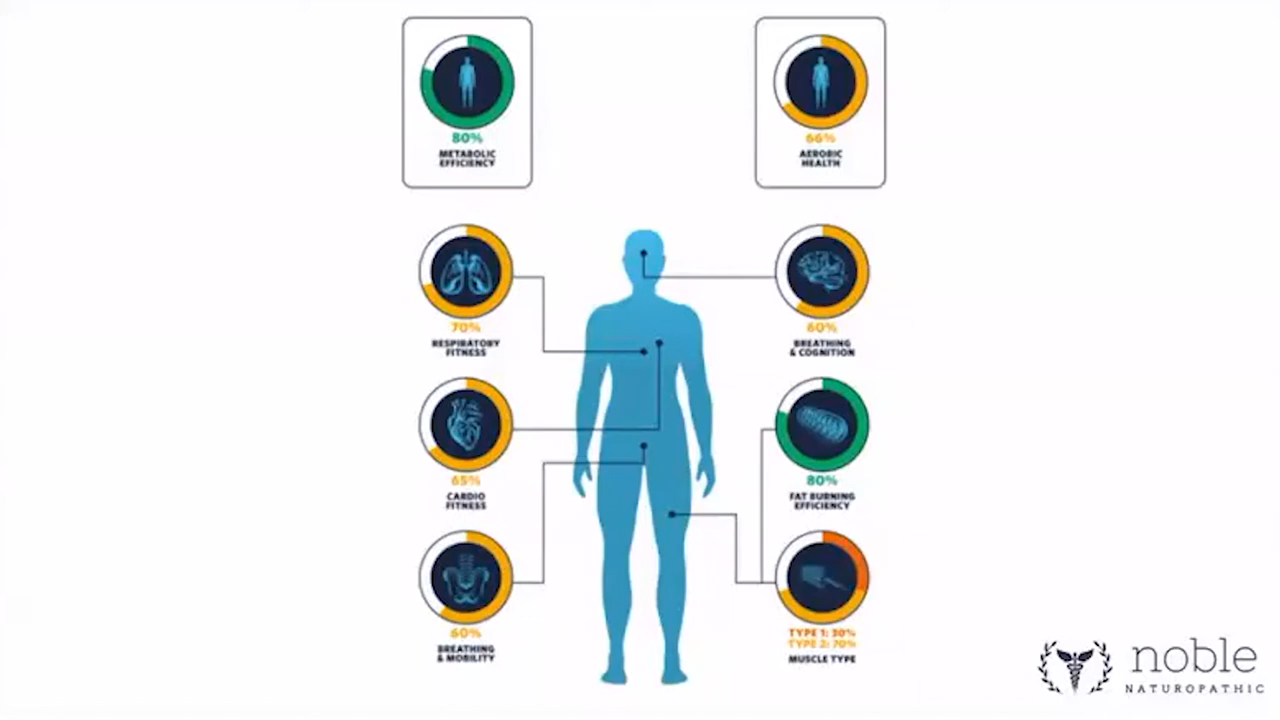 80%
METABOLIC
EFFICIENCY
66%
AEROBIC
HEALTH
70%
RESPIRATORY
FITNESS
60%
BREATHING
& COGNITION
65%
CARDIO
FITNESS
80%
FAT BURNING
EFFICIENCY
60%
BREATHING
& MOBILITY
TYPE 1: 30%
TYPE 2: 70%
MUSCLE TYPE
noble
NATUROPATHIC